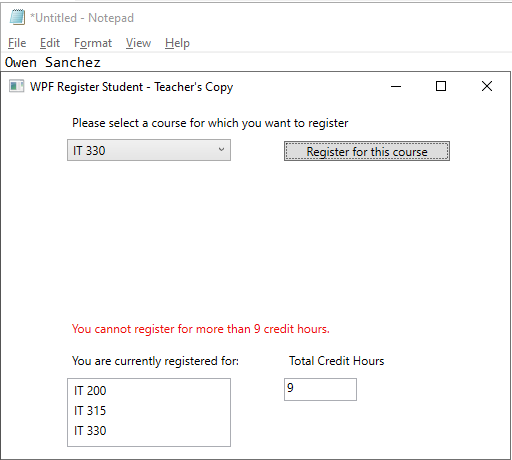 *Untitled - Notepad
File Edit Format View Help
Owen Sanchez
WPF Register Student - Teacher's Copy
Please select a course for which you want to register
IT 330 Register for this course
You cannot register for more than 9 credit hours.
You are currently registered for: Total Credit Hours
IT 200 9
IT 315
IT 330